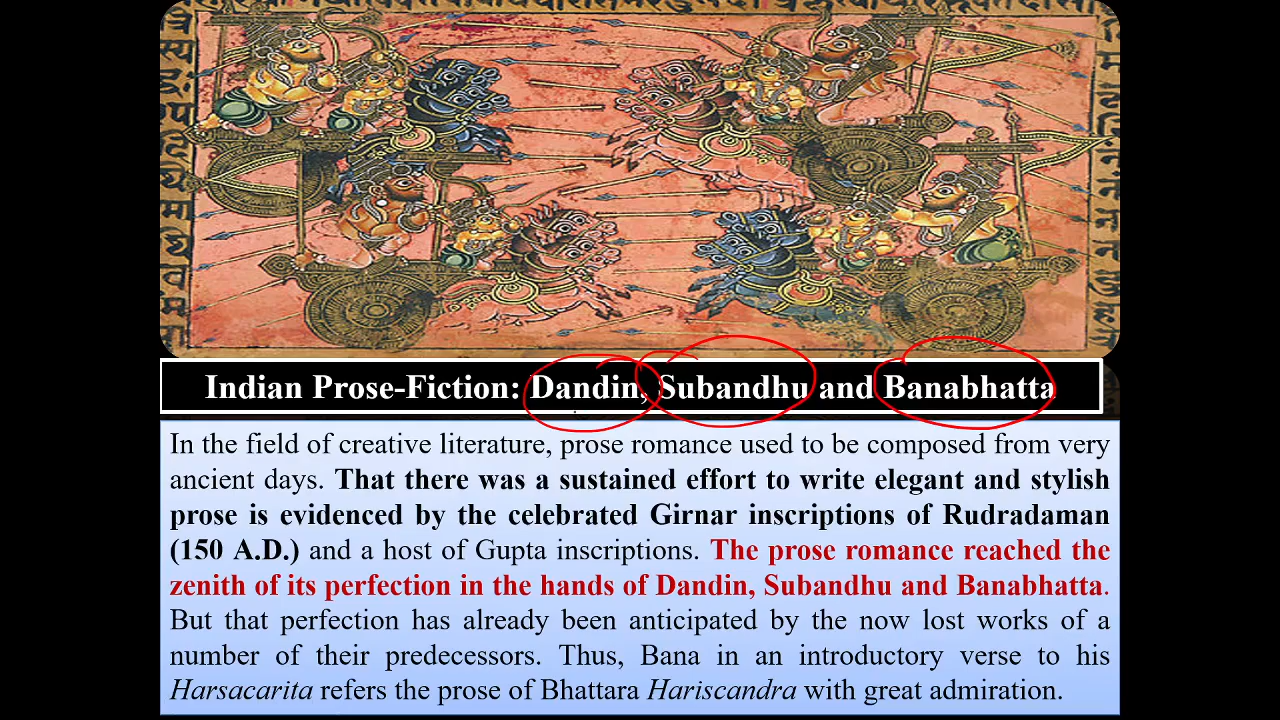 Indian Prose-Fiction: Dandin, Subandhu and Banabhatta
In the field of creative literature, prose romance used to be composed from very
ancient days. That there was a sustained effort to write elegant and stylish
prose is evidenced by the celebrated Girnar inscriptions of Rudradaman
(150 A.D.) and a host of Gupta inscriptions. The prose romance reached the
zenith of its perfection in the hands of Dandin, Subandhu and Banabhatta.
But that perfection has already been anticipated by the now lost works of a
number of their predecessors. Thus, Bana in an introductory verse to his
Harsacarita refers the prose of Bhattara Hariscandra with great admiration.